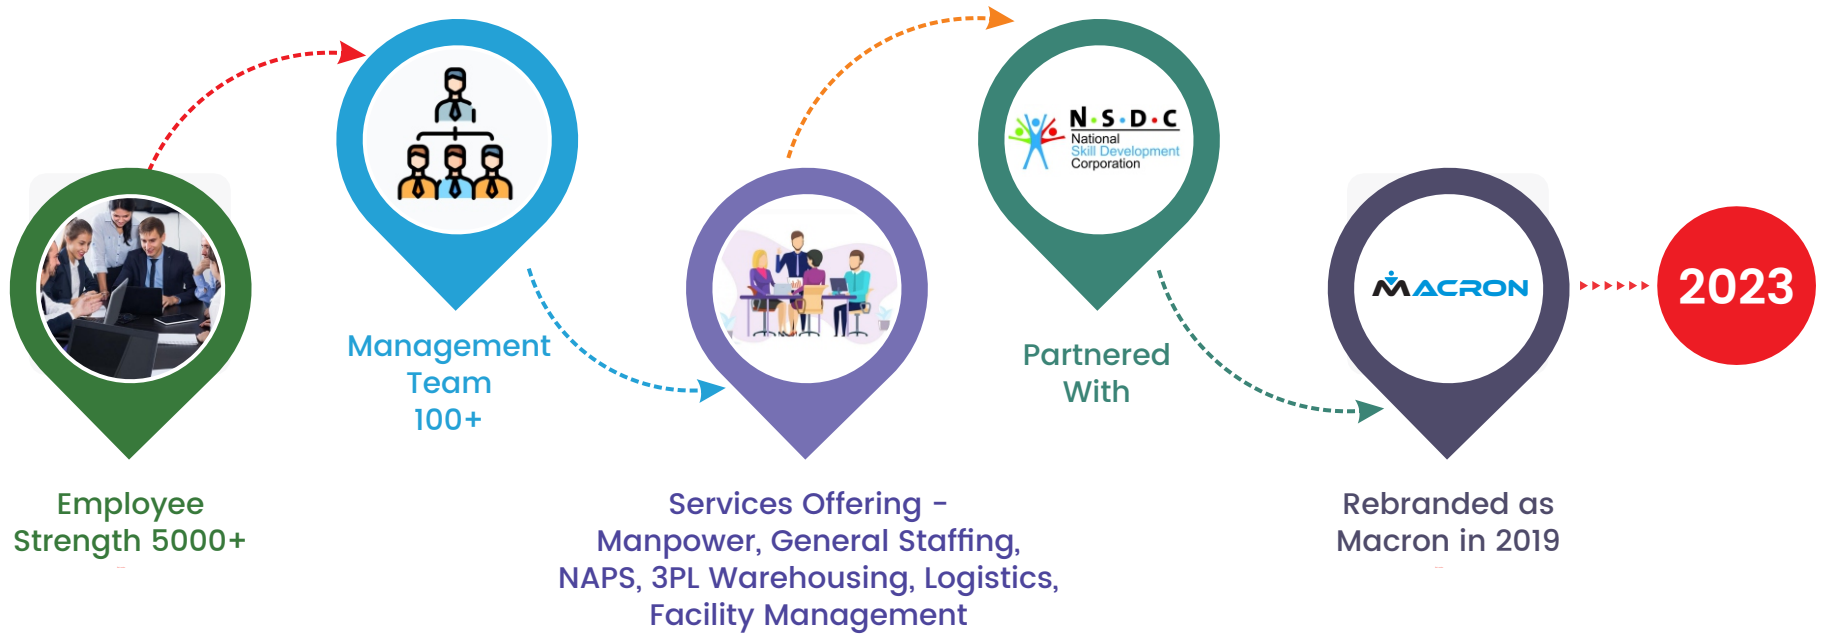 Employee
Strength 5000+
Management
Team
100+
Services Offering -
Manpower, General Staffing,
NAPS, 3PL Warehousing, Logistics,
Facility Management
N·S·D·C
National
Skill Development
Corporation
Partnered
With
MACRON
Rebranded as
Macron in 2019
2023